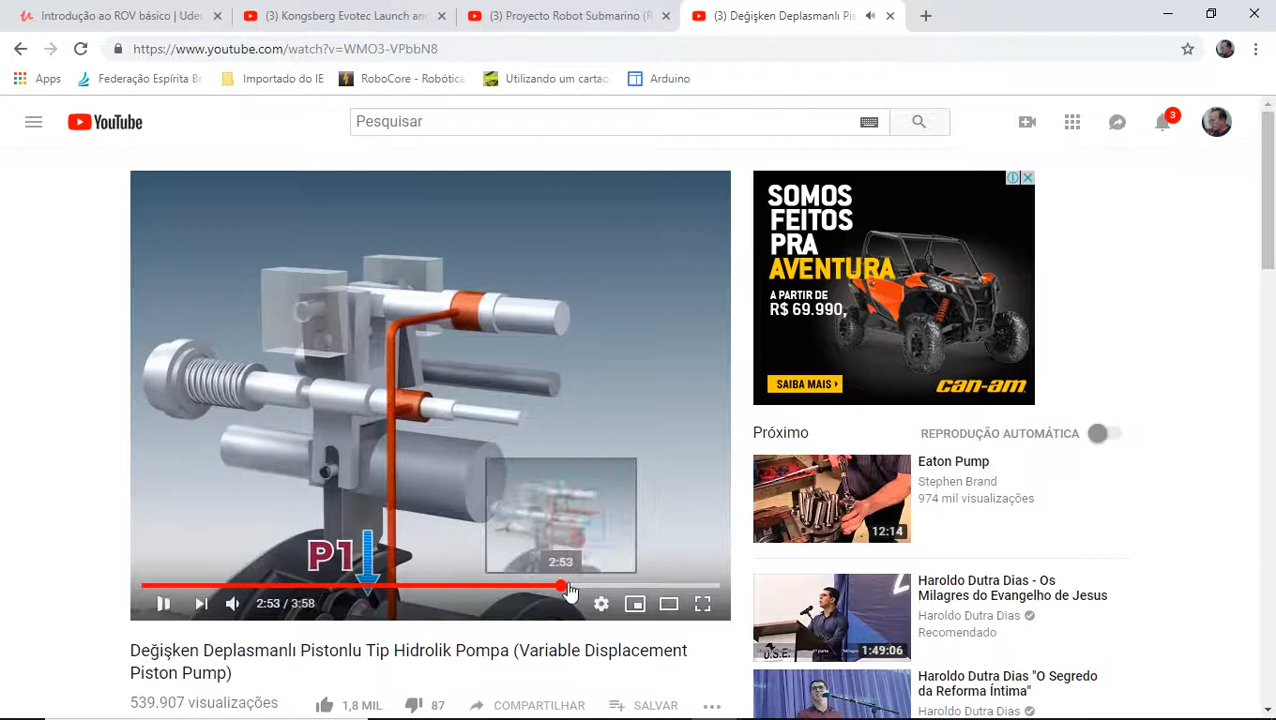 Introdução ao ROV básico | Uder
(3) Kongsberg Evotec Launch and
(3) Proyecto Robot Submarino (R
(3) Değişken Deplasmanlı Pis
https://www.youtube.com/watch?v=WMO3-VPbbN8
Apps
Federação Espírita Br
Importado do IE
RoboCore - Robótica
Utilizando um cartao
Arduino
YouTube
Pesquisar
3
SOMOS
FEITOS
PRA
AVENTURA
A PARTIR DE
R$ 69.990,
SAIBA MAIS
can-am
P1
2:53
2:53 / 3:58
Próximo
REPRODUÇÃO AUTOMÁTICA
Eaton Pump
Stephen Brand
974 mil visualizações
12:14
Haroldo Dutra Dias - Os
Milagres do Evangelho de Jesus
Haroldo Dutra Dias
Recomendado
U.S.E.
1:49:06
Haroldo Dutra Dias "O Segredo
da Reforma Íntima"
Haroldo Dutra Dias
Değişken Deplasmanlı Pistonlu Tip Hidrolik Pompa (Variable Displacement
Piston Pump)
539.907 visualizações
1,8 MIL
87
COMPARTILHAR
SALVAR